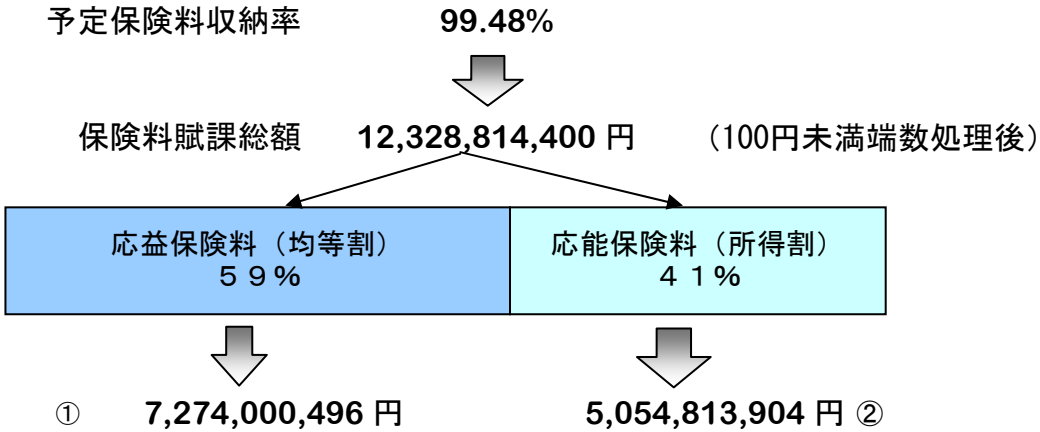 予定保険料収納率 99.48%
保険料賦課総額 12,328,814,400 円 （100円未満端数処理後）
応益保険料（均等割） 応能保険料（所得割）
５９% ４１%
① 7,274,000,496 円 5,054,813,904 円 ②